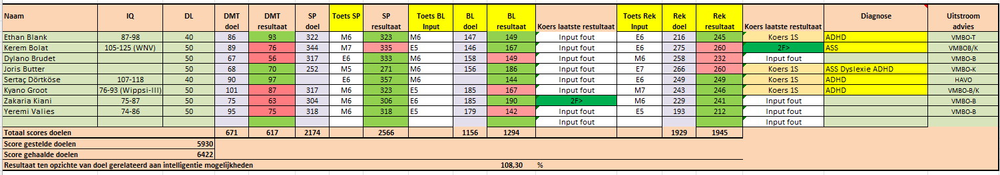 Naam IQ DL DMT doel DMT resultaat SP doel Toets SP SP resultaat Toets BL Input BL doel BL resultaat Koers laatste restultaat Toets Rek Input Rek doel Rek resultaat Koers laatste restultaat Diagnose Uitstroom advies
Ethan Blank 87-98 40 86 93 322 M6 323 M6 147 149 Input fout E6 216 245 Koers 1S ADHD VMBO-T
Kerem Bolat 105-125 (WNV) 50 89 76 344 M7 335 E5 146 167 Input fout E6 275 260 2F> ASS VMBOB/K
Dylano Brudet 50 67 56 317 E6 333 M6 158 149 Input fout M6 258 232 Input fout VMBO-B
Joris Butter 50 68 70 252 M5 271 M6 156 186 Input fout E7 266 260 Koers 1S ASS Dyslexie ADHD VMBO-K
Sertaç Dörtköse 107-118 40 90 97 E6 357 M6 144 Input fout E6 249 249 Koers 1S ADHD HAVO
Kyano Groot 76-93 (Wippsi-III) 50 101 87 317 M6 323 E5 185 167 Input fout M7 243 246 Koers 1S ADHD VMBO-B/K
Zakaria Kiani 75-87 50 75 63 304 M6 306 E6 185 190 2F> M6 229 241 Input fout VMBO-B
Yeremi Valies 74-86 50 95 75 318 M6 318 E5 179 142 Input fout E5 193 212 Input fout VMBO-B
Input fout Input fout
Totaal scores doelen 671 617 2174 2566 1156 1294 1929 1945
Score gestelde doelen 5930
Score gehaalde doelen 6422
Resultaat ten opzichte van doel gerelateerd aan intelligentie mogelijkheden 108,30 %